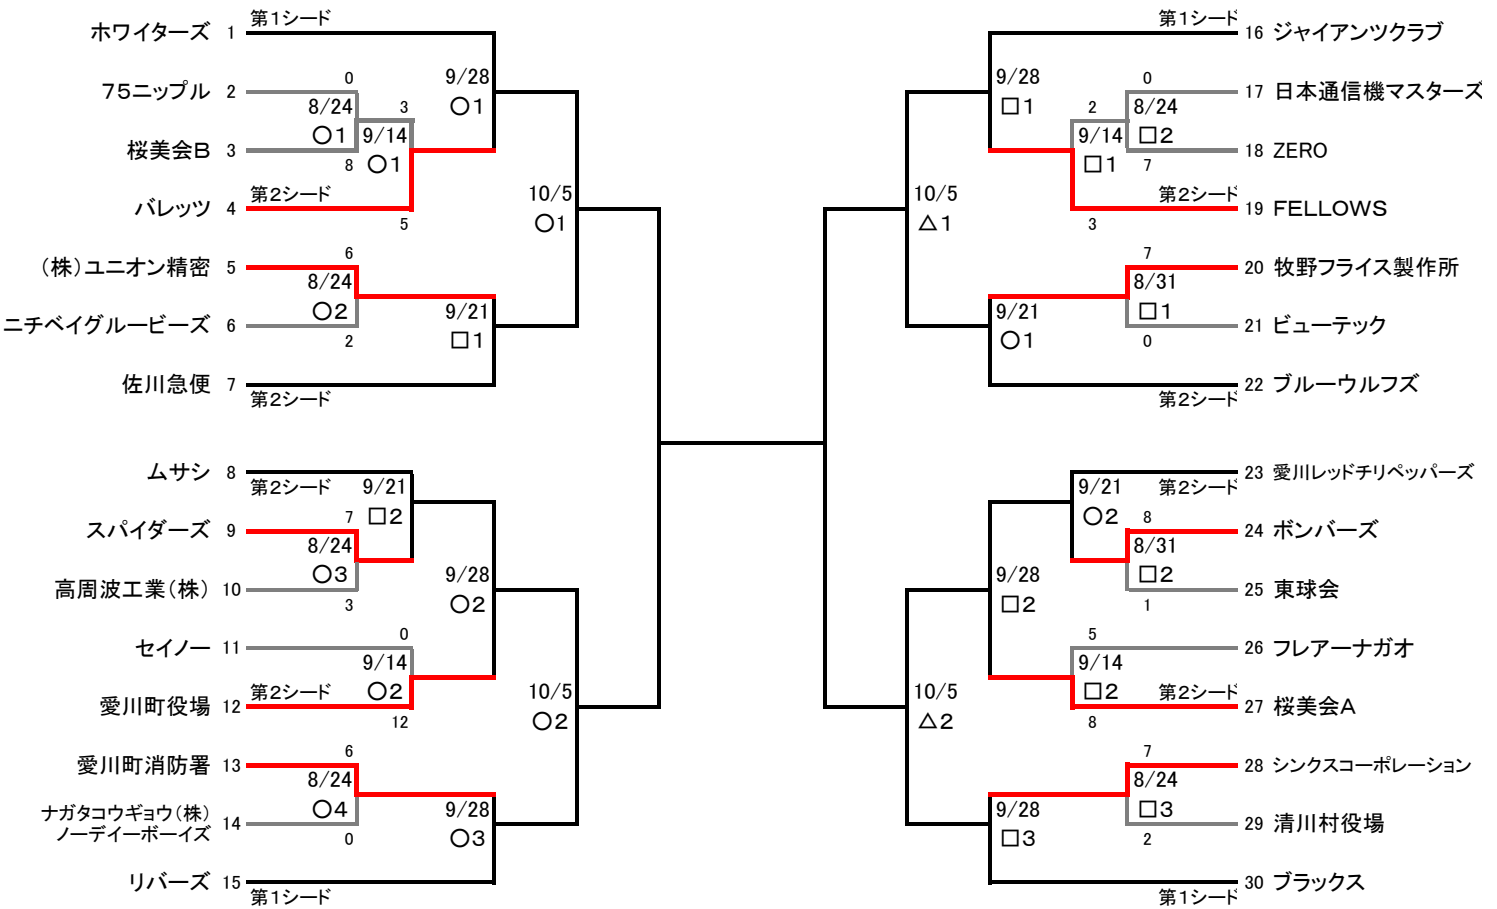 第1シード
ホワイターズ 1
9/28
○1
0
75ニップル 2
8/24
○1
3
桜美会B 3
8
9/14
○1
第2シード
バレッツ 4
5
10/5
○1
6
(株)ユニオン精密 5
8/24
○2
ニチベイグルービーズ 6
2
9/21
□1
佐川急便 7
第2シード
ムサシ 8
第2シード
9/21
□2
7
スパイダーズ 9
8/24
○3
高周波工業(株) 10
3
9/28
○2
0
セイノー 11
9/14
○2
第2シード
愛川町役場 12
12
10/5
○2
6
愛川町消防署 13
8/24
○4
ナガタコウギョウ(株)
ノーデイーボーイズ 14
0
9/28
○3
リバーズ 15
第1シード
第1シード
16 ジャイアンツクラブ
9/28
□1
0
17 日本通信機マスターズ
8/24
□2
2
18 ZERO
7
9/14
□1
第2シード
19 FELLOWS
3
10/5
△1
7
20 牧野フライス製作所
8/31
□1
21 ビューテック
0
9/21
○1
22 ブルーウルフズ
第2シード
23 愛川レッドチリペッパーズ
第2シード
9/21
○2
8
24 ボンバーズ
8/31
□2
25 東球会
1
9/28
□2
5
26 フレアーナガオ
9/14
□2
第2シード
27 桜美会A
8
10/5
△2
7
28 シンクスコーポレーション
8/24
□3
29 清川村役場
2
9/28
□3
30 ブラックス
第1シード